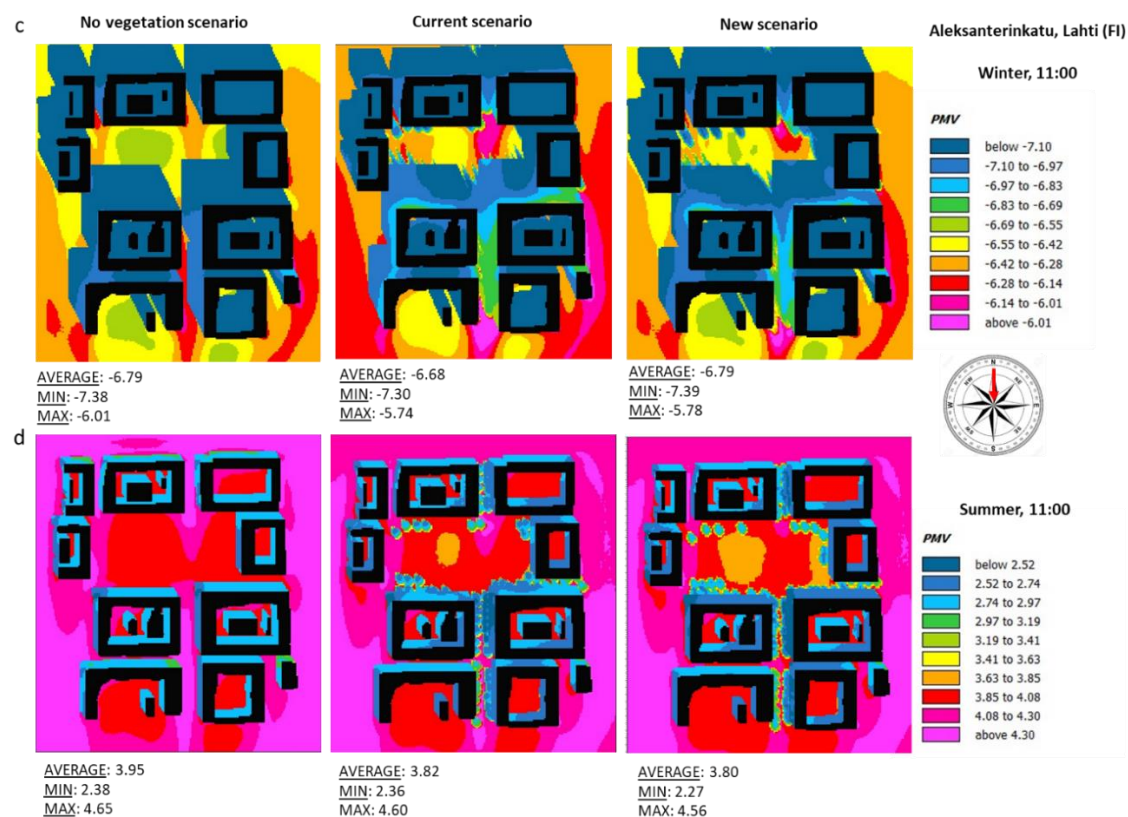 c
No vegetation scenario
Current scenario
New scenario
Aleksanterinkatu, Lahti (FI)
Winter, 11:00
PMV
below -7.10
-7.10 to -6.97
-6.97 to -6.83
-6.83 to -6.69
-6.69 to -6.55
-6.55 to -6.42
-6.42 to -6.28
-6.28 to -6.14
-6.14 to -6.01
above -6.01
AVERAGE: -6.79
MIN: -7.38
MAX: -6.01
AVERAGE: -6.68
MIN: -7.30
MAX: -5.74
AVERAGE: -6.79
MIN: -7.39
MAX: -5.78
N
W
E
S
d
Summer, 11:00
PMV
below 2.52
2.52 to 2.74
2.74 to 2.97
2.97 to 3.19
3.19 to 3.41
3.41 to 3.63
3.63 to 3.85
3.85 to 4.08
4.08 to 4.30
above 4.30
AVERAGE: 3.95
MIN: 2.38
MAX: 4.65
AVERAGE: 3.82
MIN: 2.36
MAX: 4.60
AVERAGE: 3.80
MIN: 2.27
MAX: 4.56